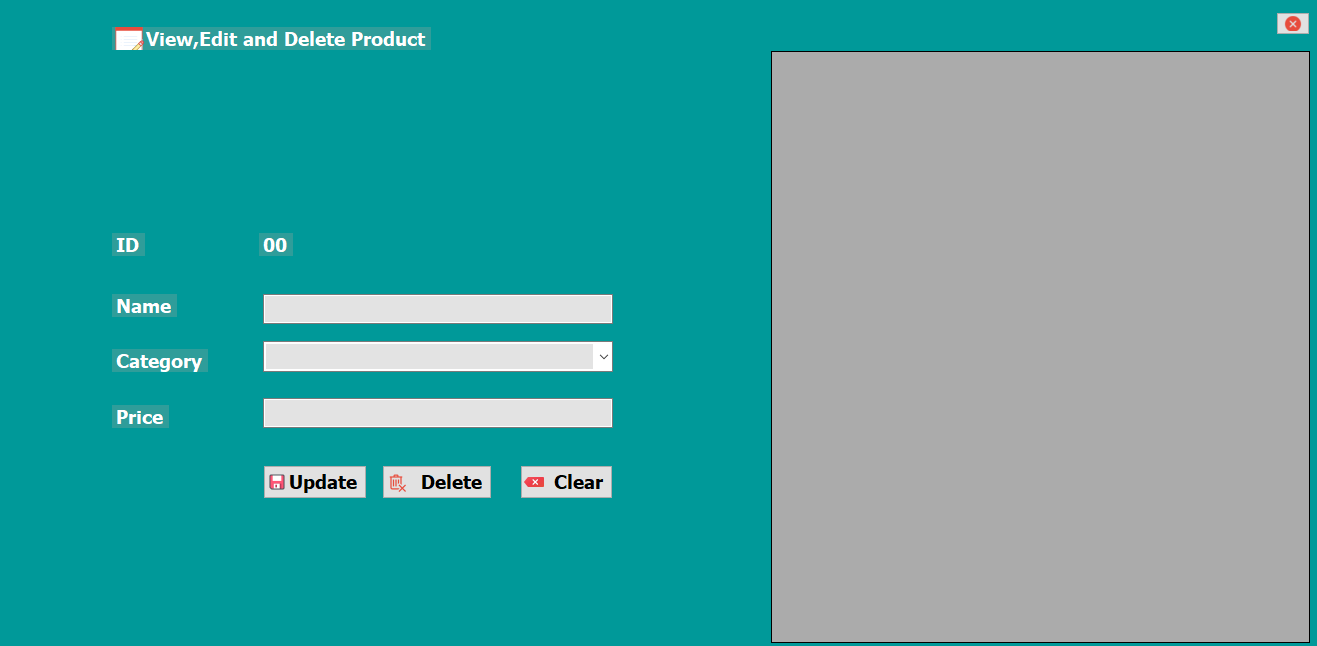 View,Edit and Delete Product
ID 00
Name
Category
Price
Update Delete Clear